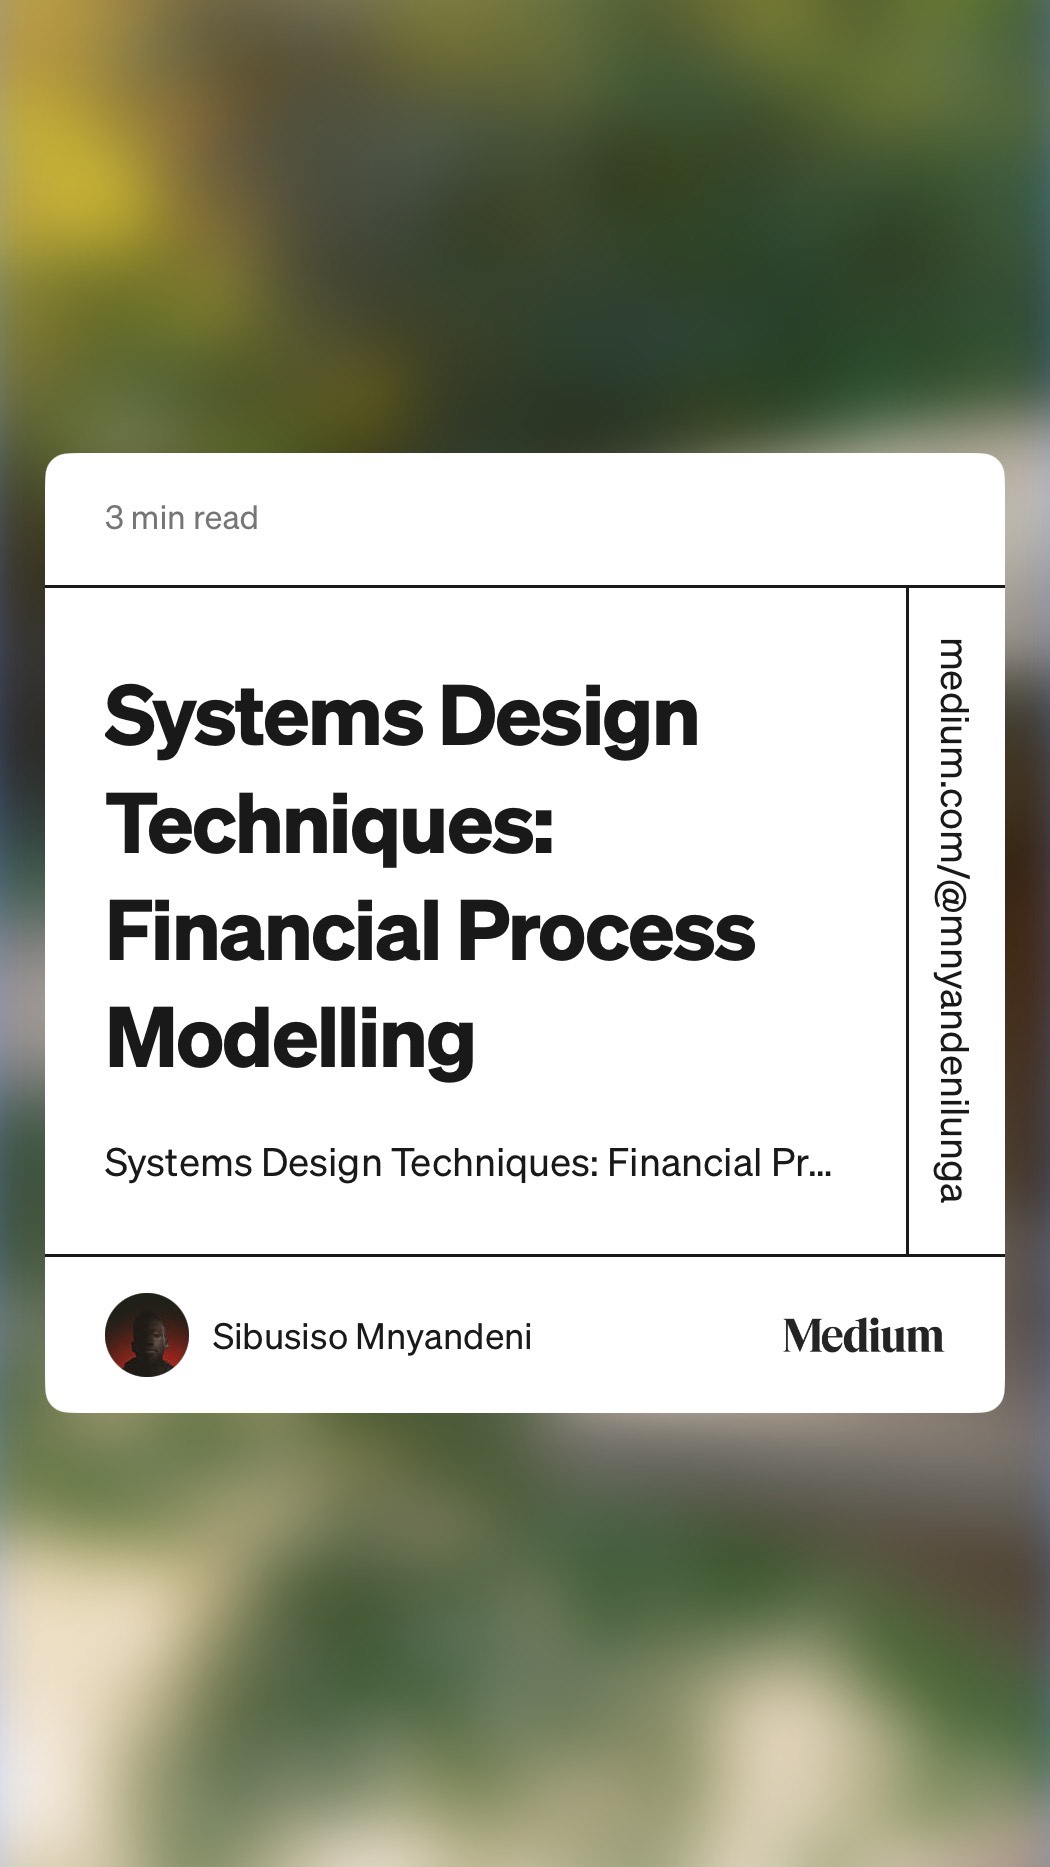 3 min read
Systems Design
Techniques:
Financial Process
Modelling
Systems Design Techniques: Financial Pr...
medium.com/@mnyandenilunga
Sibusiso Mnyandeni
Medium